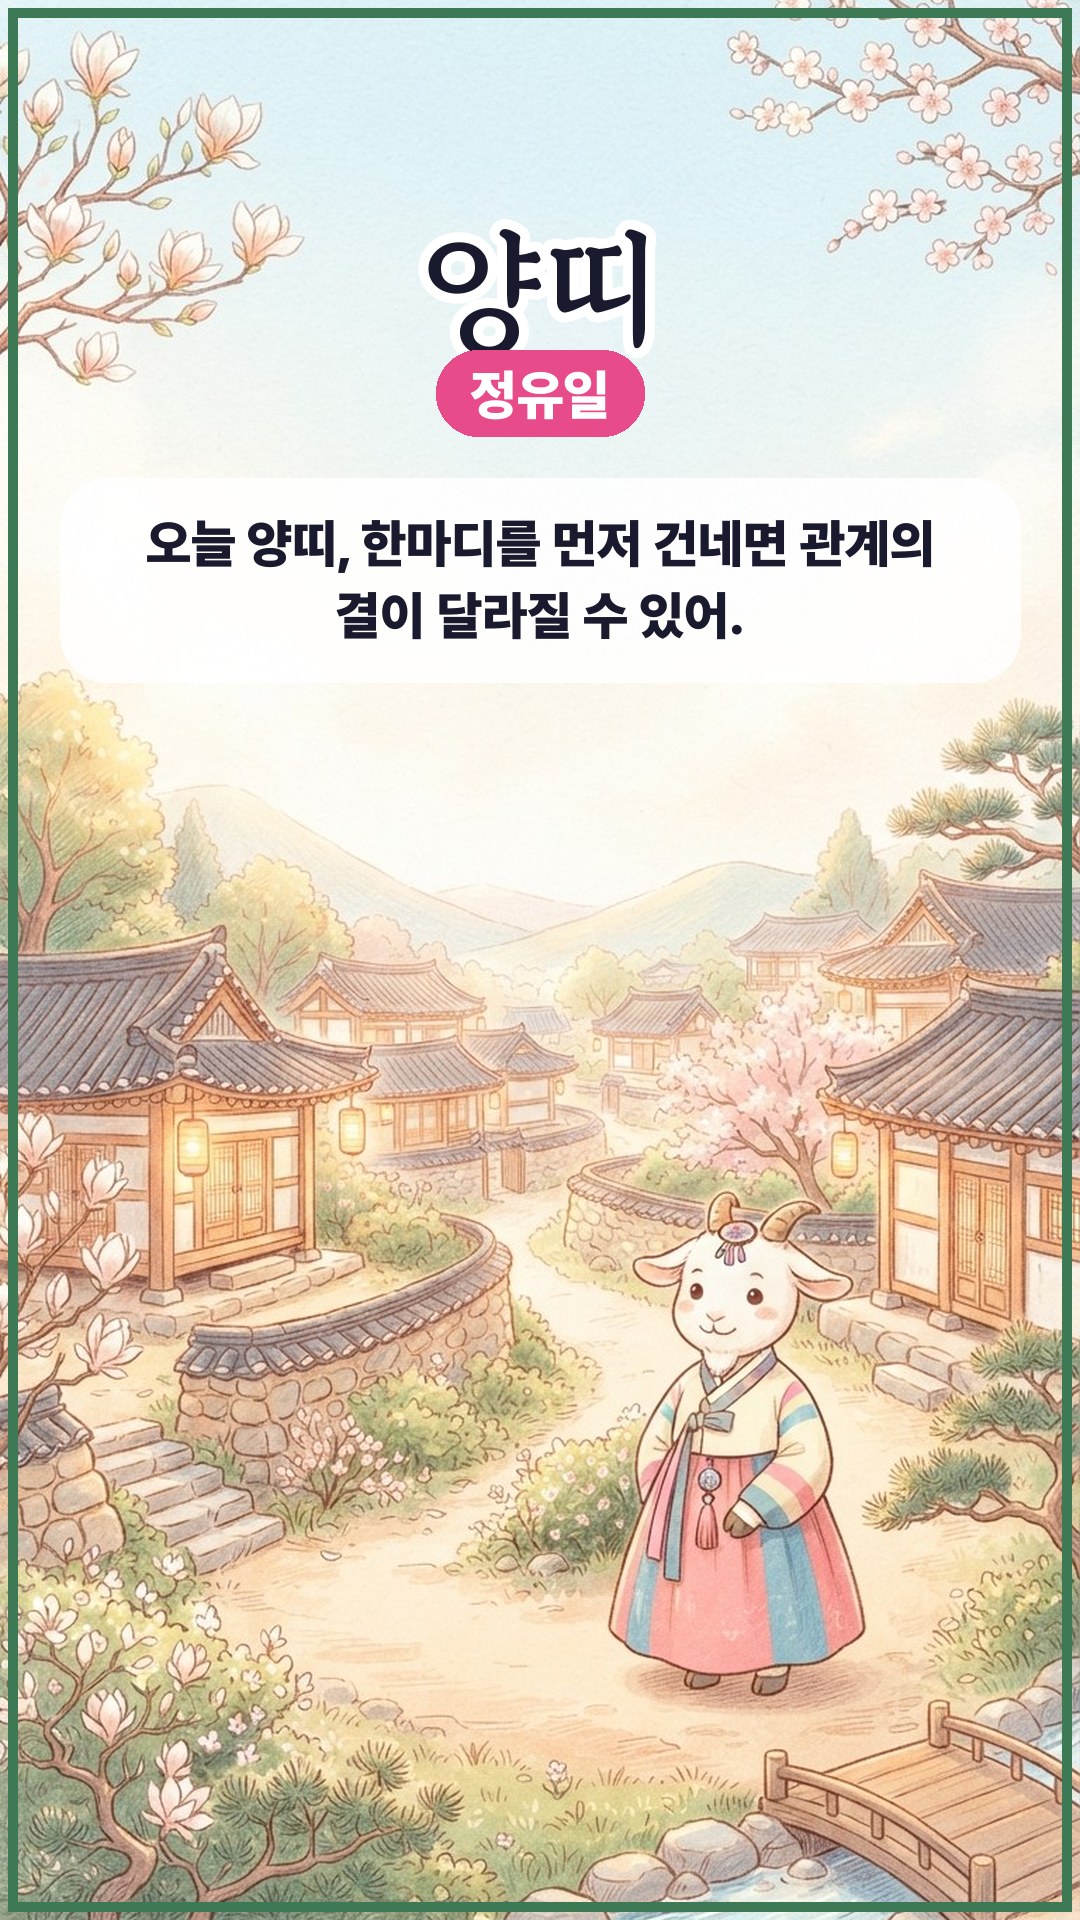 양띠
정유일
오늘 양띠, 한마디를 먼저 건네면 관계의
결이 달라질 수 있어.